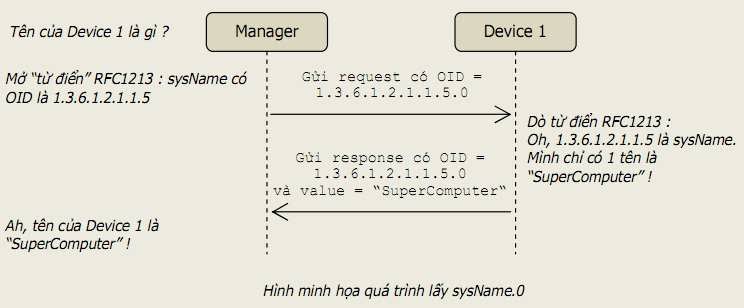 Tên của Device 1 là gì ?
Manager
Device 1
Mở “từ điển” RFC1213 : sysName có
OID là 1.3.6.1.2.1.1.5
Gửi request có OID =
1.3.6.1.2.1.1.5.0
Dò từ điển RFC1213 :
Oh, 1.3.6.1.2.1.1.5 là sysName.
Mình chỉ có 1 tên là
“SuperComputer” !
Gửi response có OID =
1.3.6.1.2.1.1.5.0
và value = “SuperComputer“
Ah, tên của Device 1 là
“SuperComputer” !
Hình minh họa quá trình lấy sysName.0